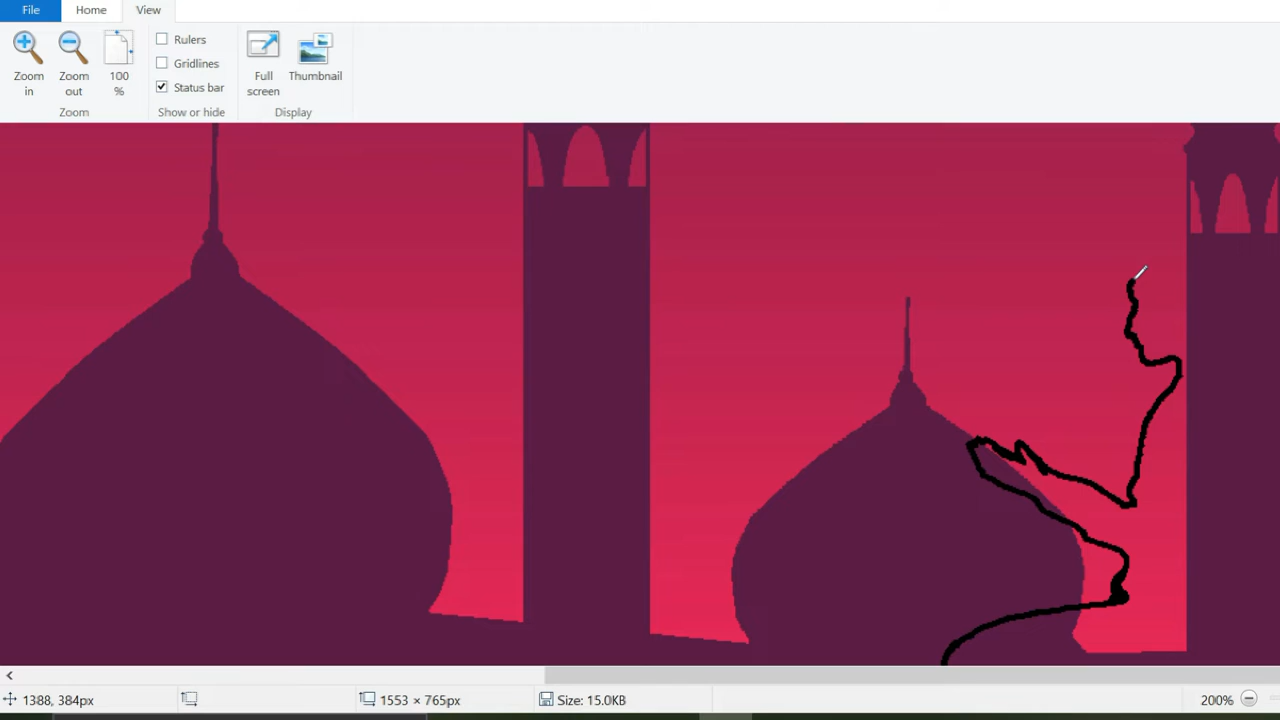 File Home View
Zoom in
Zoom out
100 %
Rulers
Gridlines
Status bar
Full screen
Thumbnail
Zoom
Show or hide
Display
1388, 384px
1553 × 765px
Size: 15.0KB
200%